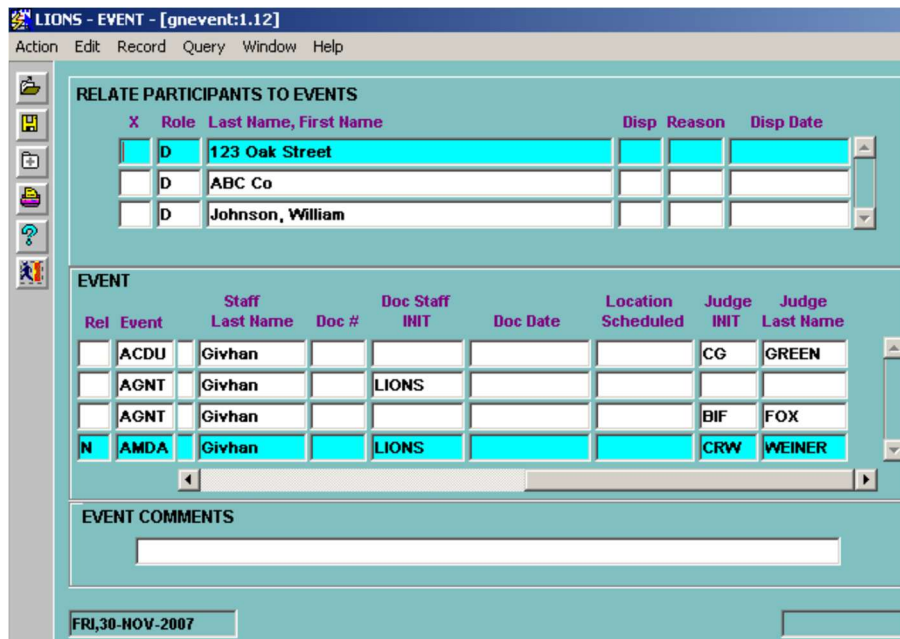 LIONS - EVENT - [gnevent:1.12]
Action Edit Record Query Window Help
RELATE PARTICIPANTS TO EVENTS
X Role Last Name, First Name Disp Reason Disp Date
D 123 Oak Street
D ABC Co
D Johnson, William
EVENT
Staff Doc Staff Location Judge Judge
Rel Event Last Name Doc # INIT Doc Date Scheduled INIT Last Name
ACDU Givhan CG GREEN
AGNT Givhan LIONS
AGNT Givhan BIF FOX
N AMDA Givhan LIONS CRW WEINER
EVENT COMMENTS
FRI,30-NOV-2007